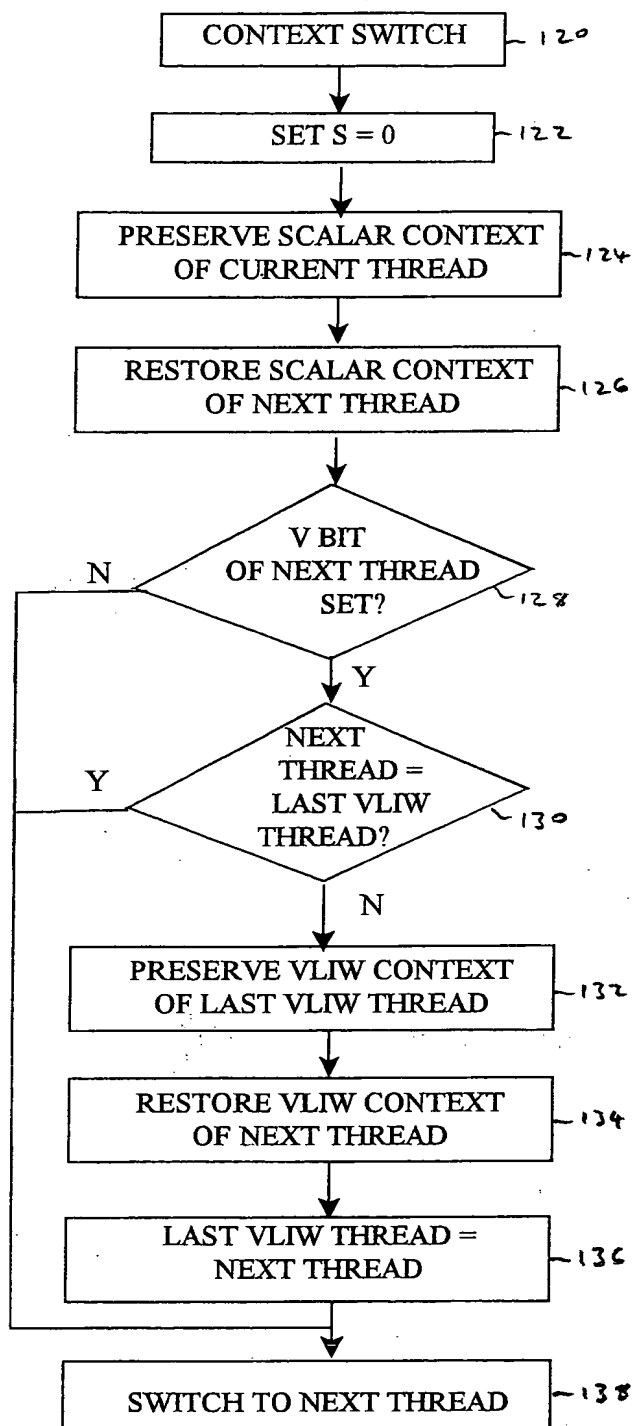 CONTEXT SWITCH
120
SET S = 0
122
PRESERVE SCALAR CONTEXT
OF CURRENT THREAD
124
RESTORE SCALAR CONTEXT
OF NEXT THREAD
126
V BIT
OF NEXT THREAD
SET?
N
128
Y
NEXT
THREAD =
LAST VLIW
THREAD?
Y
130
N
PRESERVE VLIW CONTEXT
OF LAST VLIW THREAD
132
RESTORE VLIW CONTEXT
OF NEXT THREAD
134
LAST VLIW THREAD =
NEXT THREAD
136
SWITCH TO NEXT THREAD
138